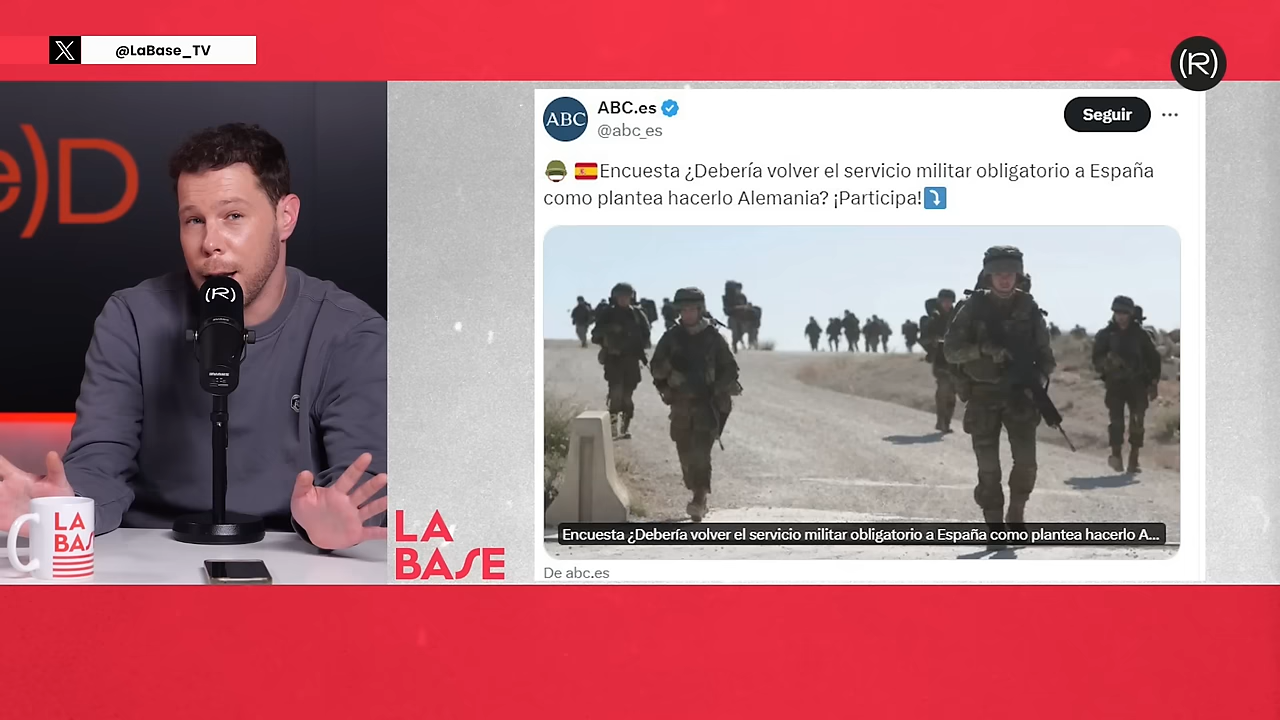 @LaBase_TV
(R)
e)D
(R)
LA
BA
LA
BASE
ABC
ABC.es
@abc_es
Seguir
Encuesta ¿Debería volver el servicio militar obligatorio a España
como plantea hacerlo Alemania? ¡Participa!
Encuesta ¿Debería volver el servicio militar obligatorio a España como plantea hacerlo A...
De abc.es